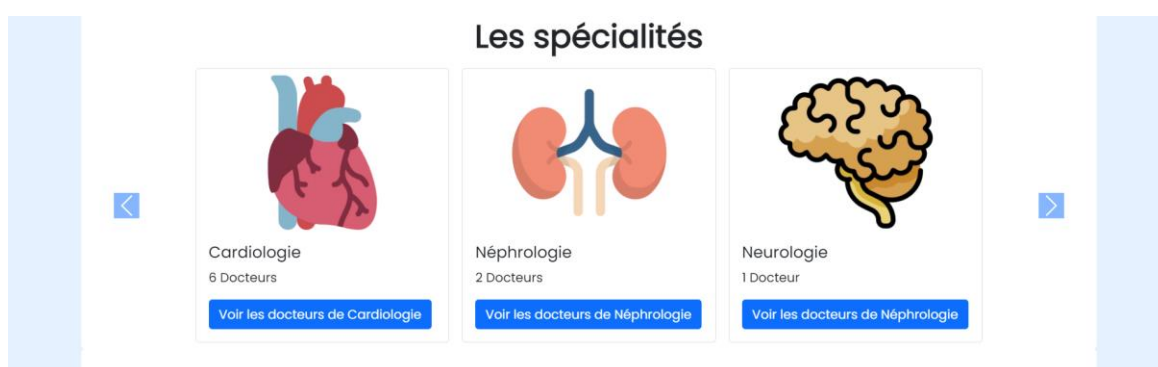 Les spécialités
Cardiologie
6 Docteurs
Voir les docteurs de Cardiologie
Néphrologie
2 Docteurs
Voir les docteurs de Néphrologie
Neurologie
1 Docteur
Voir les docteurs de Néphrologie